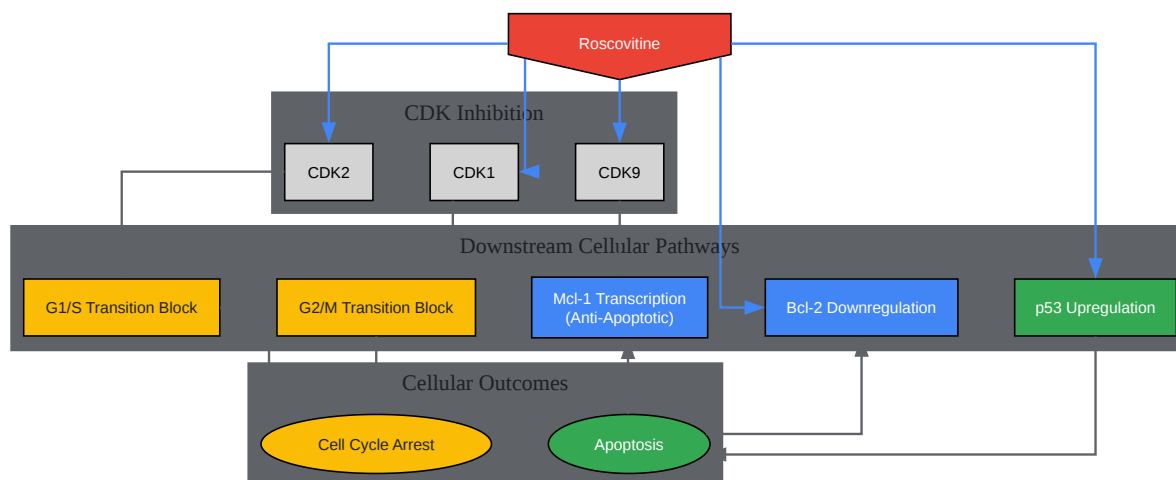 Roscovitine
CDK Inhibition
CDK2
CDK1
CDK9
Downstream Cellular Pathways
G1/S Transition Block
G2/M Transition Block
Mcl-1 Transcription
(Anti-Apoptotic)
Bcl-2 Downregulation
p53 Upregulation
Cellular Outcomes
Cell Cycle Arrest
Apoptosis